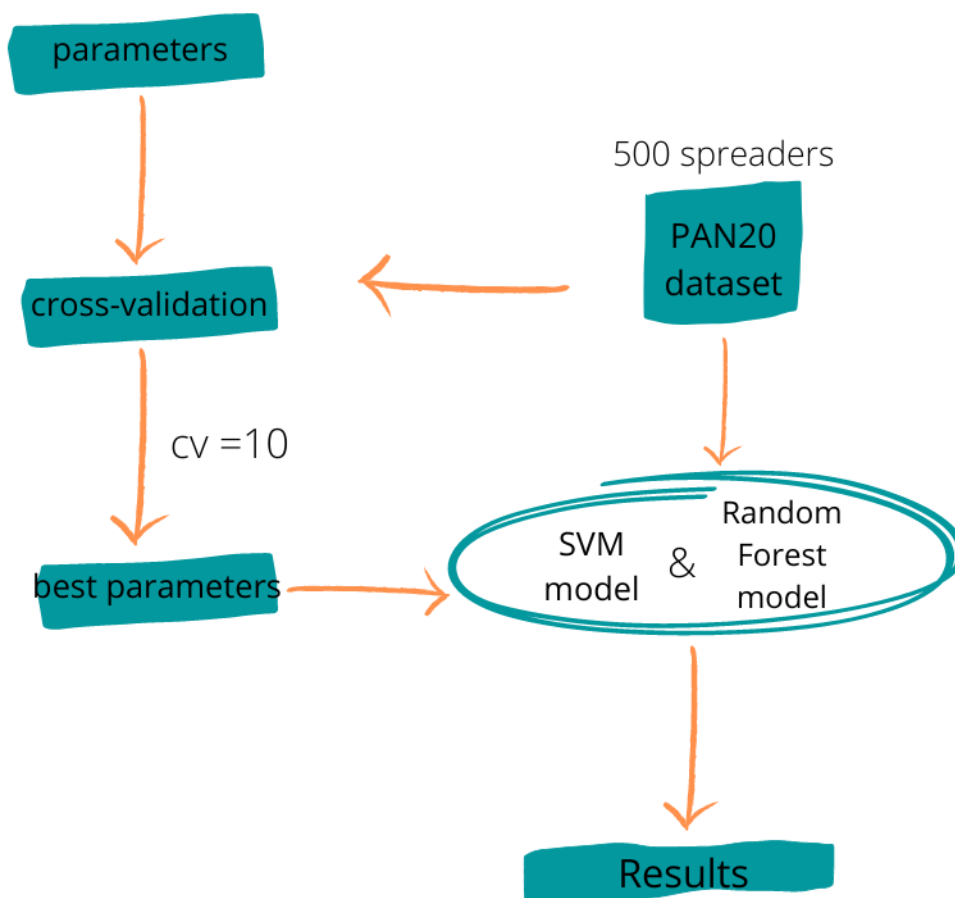 parameters
500 spreaders
PAN20
dataset
cross-validation
cv =10
best parameters
SVM
model
&
Random
Forest
model
Results